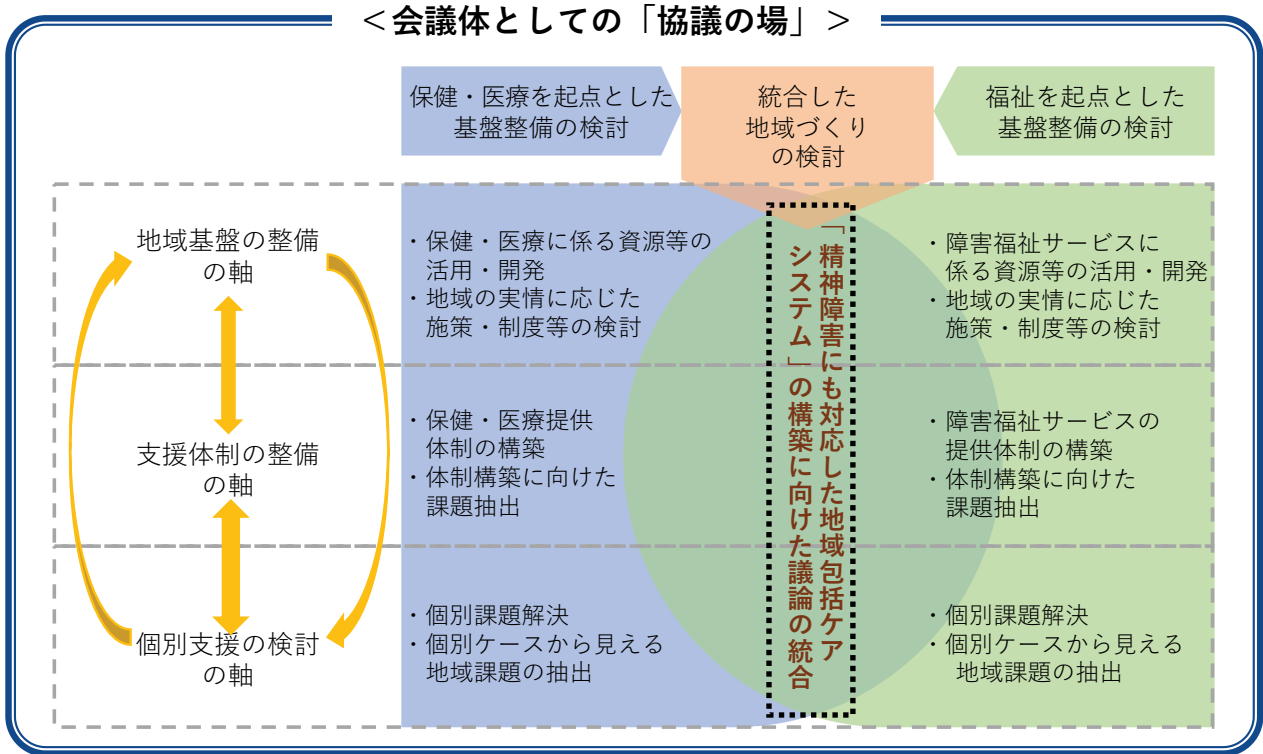 ＜会議体としての「協議の場」＞
保健・医療を起点とした
基盤整備の検討
統合した
地域づくり
の検討
福祉を起点とした
基盤整備の検討
地域基盤の整備
の軸
・保健・医療に係る資源等の
活用・開発
・地域の実情に応じた
施策・制度等の検討
「精神障害にも対応した地域包括ケア
システム」の構築に向けた議論の統合
・障害福祉サービスに
係る資源等の活用・開発
・地域の実情に応じた
施策・制度等の検討
支援体制の整備
の軸
・保健・医療提供
体制の構築
・体制構築に向けた
課題抽出
・障害福祉サービスの
提供体制の構築
・体制構築に向けた
課題抽出
個別支援の検討
の軸
・個別課題解決
・個別ケースから見える
地域課題の抽出
・個別課題解決
・個別ケースから見える
地域課題の抽出